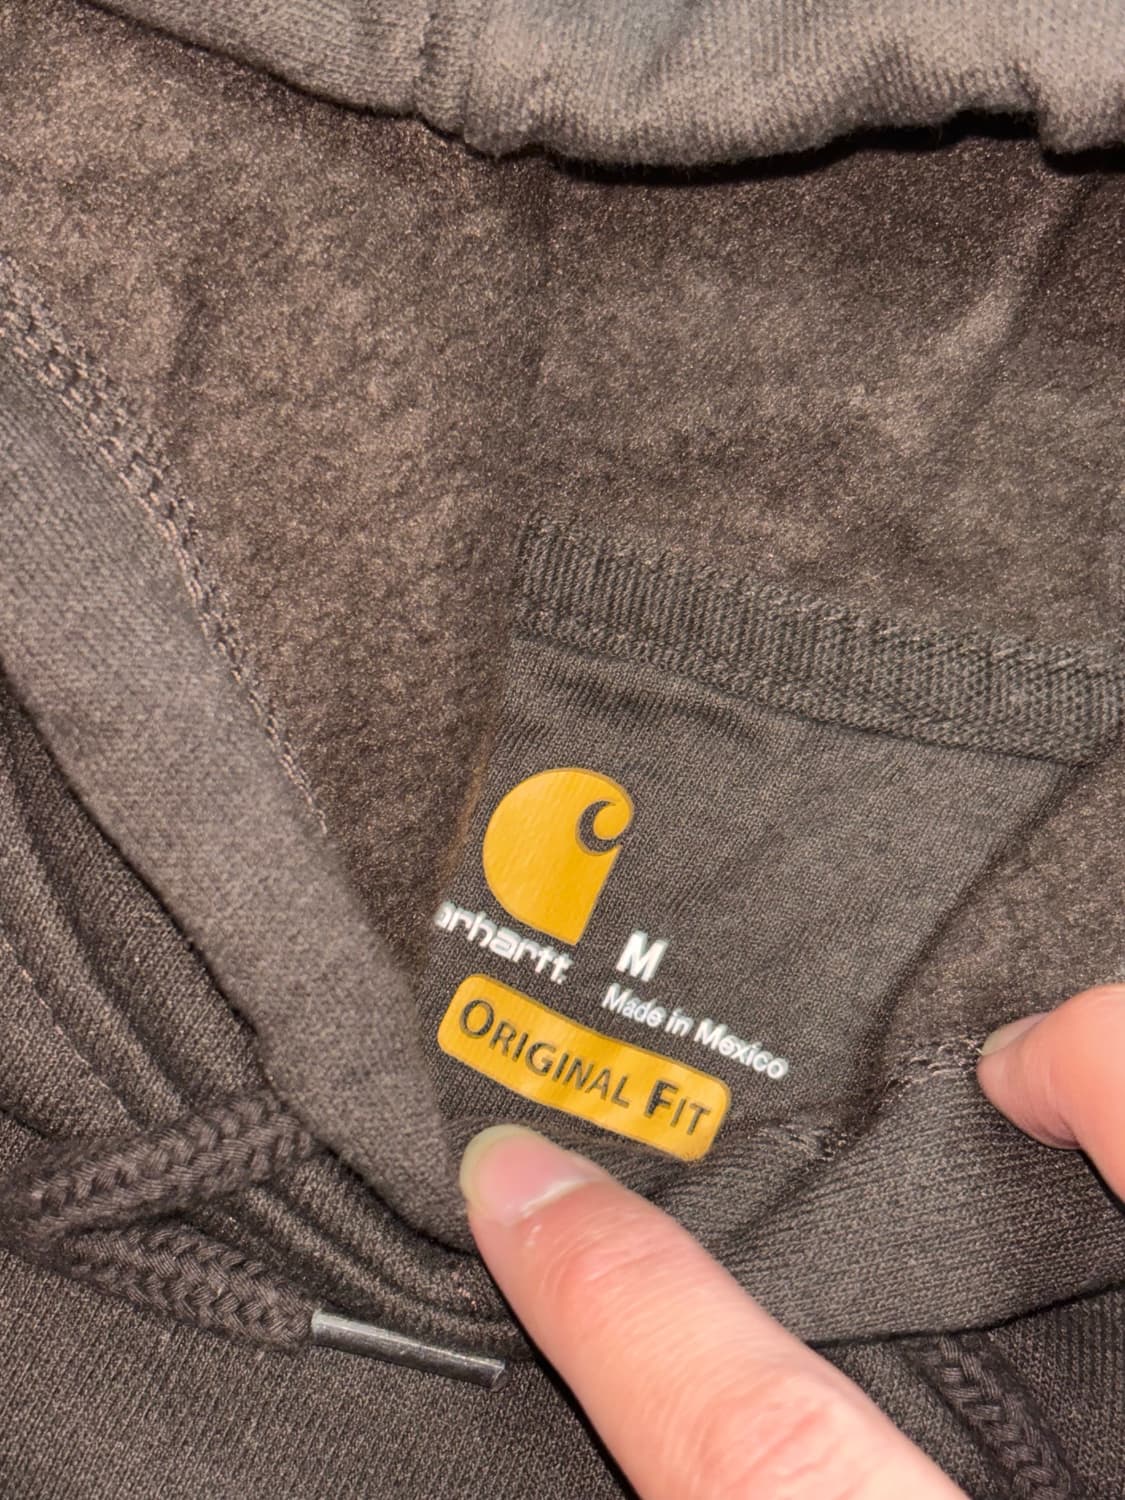 arhartt.
M
Made in Mexico
ORIGINAL FIT